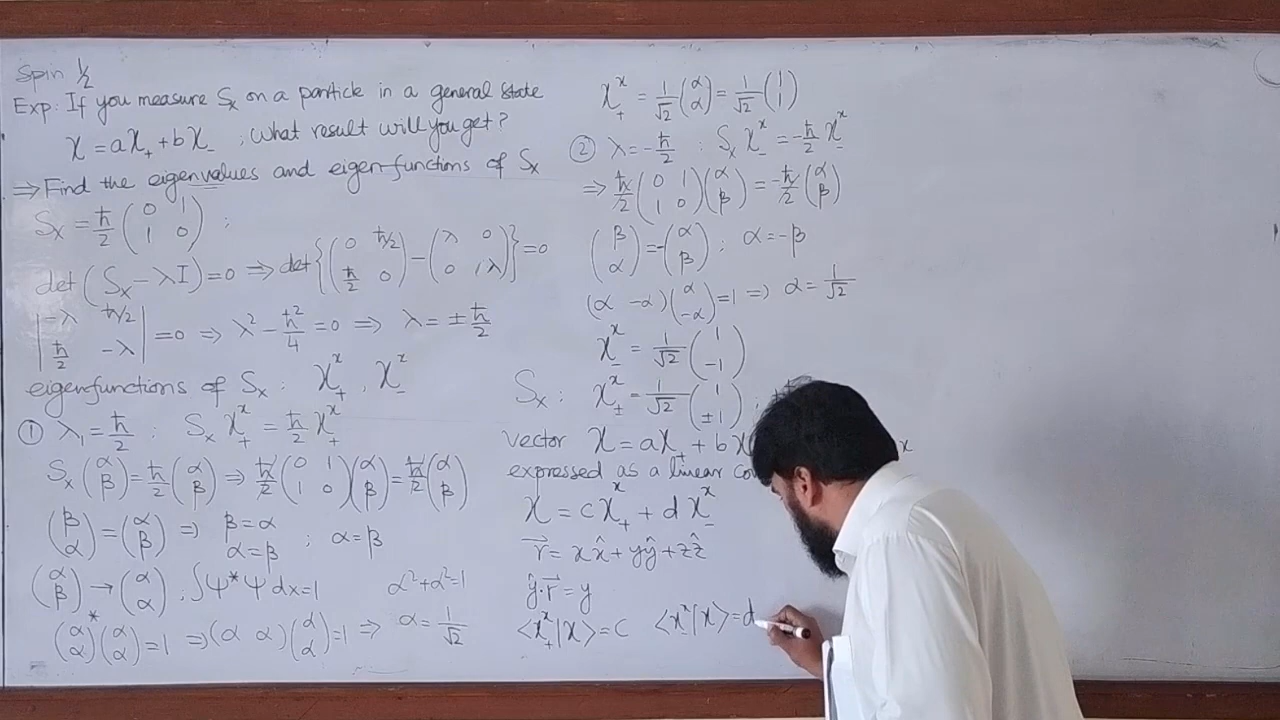 Spin 1/2
Exp: If you measure Sₓ on a particle in a general state
χ = aχ₊ + bχ₋ , What result will you get?
⇒ Find the eigenvalues and eigenfunctions of Sₓ
Sₓ = ħ/2 (0 1; 1 0) ;
det(Sₓ − λI) = 0 ⇒ det{(0 ħ/2; ħ/2 0) − (λ 0; 0 λ)} = 0
|−λ ħ/2; ħ/2 −λ| = 0 ⇒ λ² − ħ²/4 = 0 ⇒ λ = ± ħ/2
eigenfunctions of Sₓ : χ₊ˣ , χ₋ˣ
① λ₁ = ħ/2 : Sₓ χ₊ˣ = ħ/2 χ₊ˣ
Sₓ (α; β) = ħ/2 (α; β) ⇒ ħ/2 (0 1; 1 0)(α; β) = ħ/2 (α; β)
(β; α) = (α; β) ⇒ β = α α = β ; α = β
(α; β) → (α; α) ; ∫Ψ*Ψ dx = 1 α² + α² = 1
(α; α)* (α; α) = 1 ⇒ (α α)(α; α) = 1 ⇒ α = 1/√2
χ₊ˣ = 1/√2 (α; α) = 1/√2 (1; 1)
② λ = −ħ/2 : Sₓ χ₋ˣ = −ħ/2 χ₋ˣ
⇒ ħ/2 (0 1; 1 0)(α; β) = −ħ/2 (α; β)
(β; α) = −(α; β) ; α = −β
(α −α)(α; −α) = 1 ⇒ α = 1/√2
χ₋ˣ = 1/√2 (1; −1)
Sₓ : χ±ˣ = 1/√2 (1; ±1) ;
vector χ = aχ₊ + bχ
expressed as a linear
χ = cχ₊ˣ + dχ₋ˣ
r⃗ = x x̂ + y ŷ + z ẑ
ŷ·r⃗ = y
⟨χ₊ˣ|χ⟩ = c ⟨χ₋ˣ|χ⟩ = d